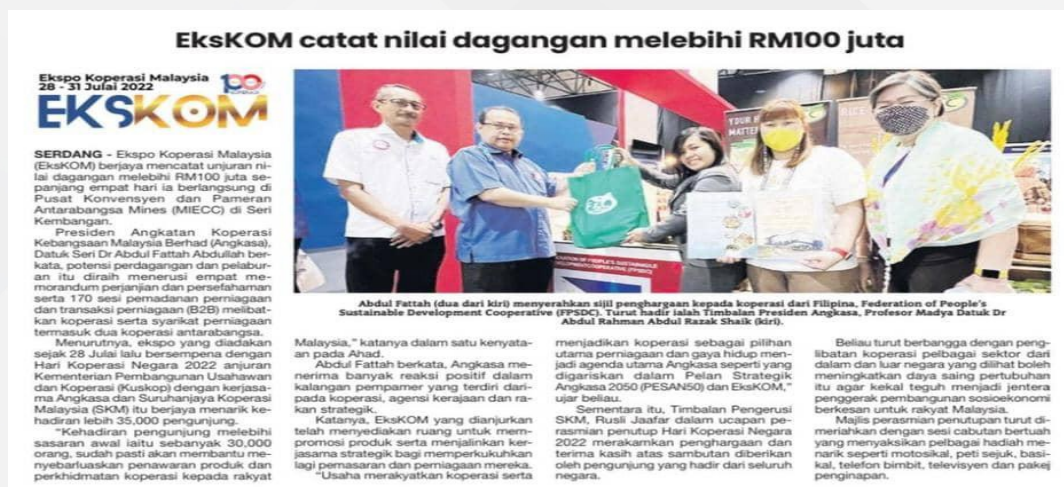 EksKOM catat nilai dagangan melebihi RM100 juta
Ekspo Koperasi Malaysia
28 - 31 Julai 2022
100
EKSKOM
SERDANG - Ekspo Koperasi Malaysia
(EksKOM) berjaya mencatat unjuran ni-
lai dagangan melebihi RM100 juta se-
panjang empat hari ia berlangsung di
Pusat Konvensyen dan Pameran
Antarabangsa Mines (MIECC) di Seri
Kembangan.
Presiden Angkatan Koperasi
Kebangsaan Malaysia Berhad (Angkasa),
Datuk Seri Dr Abdul Fattah Abdullah ber-
kata, potensi perdagangan dan pelabur-
an itu diraih menerusi empat me-
morandum perjanjian dan persefahaman
serta 170 sesi pemadanan perniagaan
dan transaksi perniagaan (B2B) melibat-
kan koperasi serta syarikat perniagaan
termasuk dua koperasi antarabangsa.
Menurutnya, ekspo yang diadakan
sejak 28 Julai lalu bersempena dengan
Hari Koperasi Negara 2022 anjuran
Kementerian Pembangunan Usahawan
dan Koperasi (Kuskop) dengan kerjasa-
ma Angkasa dan Suruhanjaya Koperasi
Malaysia (SKM) itu berjaya menarik ke-
hadiran lebih 35,000 pengunjung.
"Kehadiran pengunjung melebihi
sasaran awal iaitu sebanyak 30,000
orang, sudah pasti akan membantu me-
nyebarluaskan penawaran produk dan
perkhidmatan koperasi kepada rakyat
YOUR
MATTE
RICE
Abdul Fattah (dua dari kiri) menyerahkan sijil penghargaan kepada koperasi dari Filipina, Federation of People's
Sustainable Development Cooperative (FPSDC). Turut hadir ialah Timbalan Presiden Angkasa, Profesor Madya Datuk Dr
Abdul Rahman Abdul Razak Shaik (kiri).
Malaysia," katanya dalam satu kenyata-
an pada Ahad.
Abdul Fattah berkata, Angkasa me-
nerima banyak reaksi positif dalam
kalangan pempamer yang terdiri dari-
pada koperasi, agensi kerajaan dan ra-
kan strategik.
Katanya, EksKOM yang dianjurkan
telah menyediakan ruang untuk mem-
promosi produk serta menjalinkan ker-
jasama strategik bagi memperkukuhkan
lagi pemasaran dan perniagaan mereka.
"Usaha merakyatkan koperasi serta
menjadikan koperasi sebagai pilihan
utama perniagaan dan gaya hidup men-
jadi agenda utama Angkasa seperti yang
digariskan dalam Pelan Strategik
Angkasa 2050 (PESAN50) dan EksKOM,"
ujar beliau.
Sementara itu, Timbalan Pengerusi
SKM, Rusli Jaafar dalam ucapan pe-
rasmian penutup Hari Koperasi Negara
2022 merakamkan penghargaan dan
terima kasih atas sambutan diberikan
oleh pengunjung yang hadir dari seluruh
negara.
Beliau turut berbangga dengan peng-
libatan koperasi pelbagai sektor dari
dalam dan luar negara yang dilihat boleh
meningkatkan daya saing pertubuhan
itu agar kekal teguh menjadi jentera
penggerak pembangunan sosioekonomi
berkesan untuk rakyat Malaysia.
Majlis perasmian penutupan turut di-
meriahkan dengan sesi cabutan bertuah
yang menyaksikan pelbagai hadiah me-
narik seperti motosikal, peti sejuk, basi-
kal, telefon bimbit, televisyen dan pakej
penginapan.